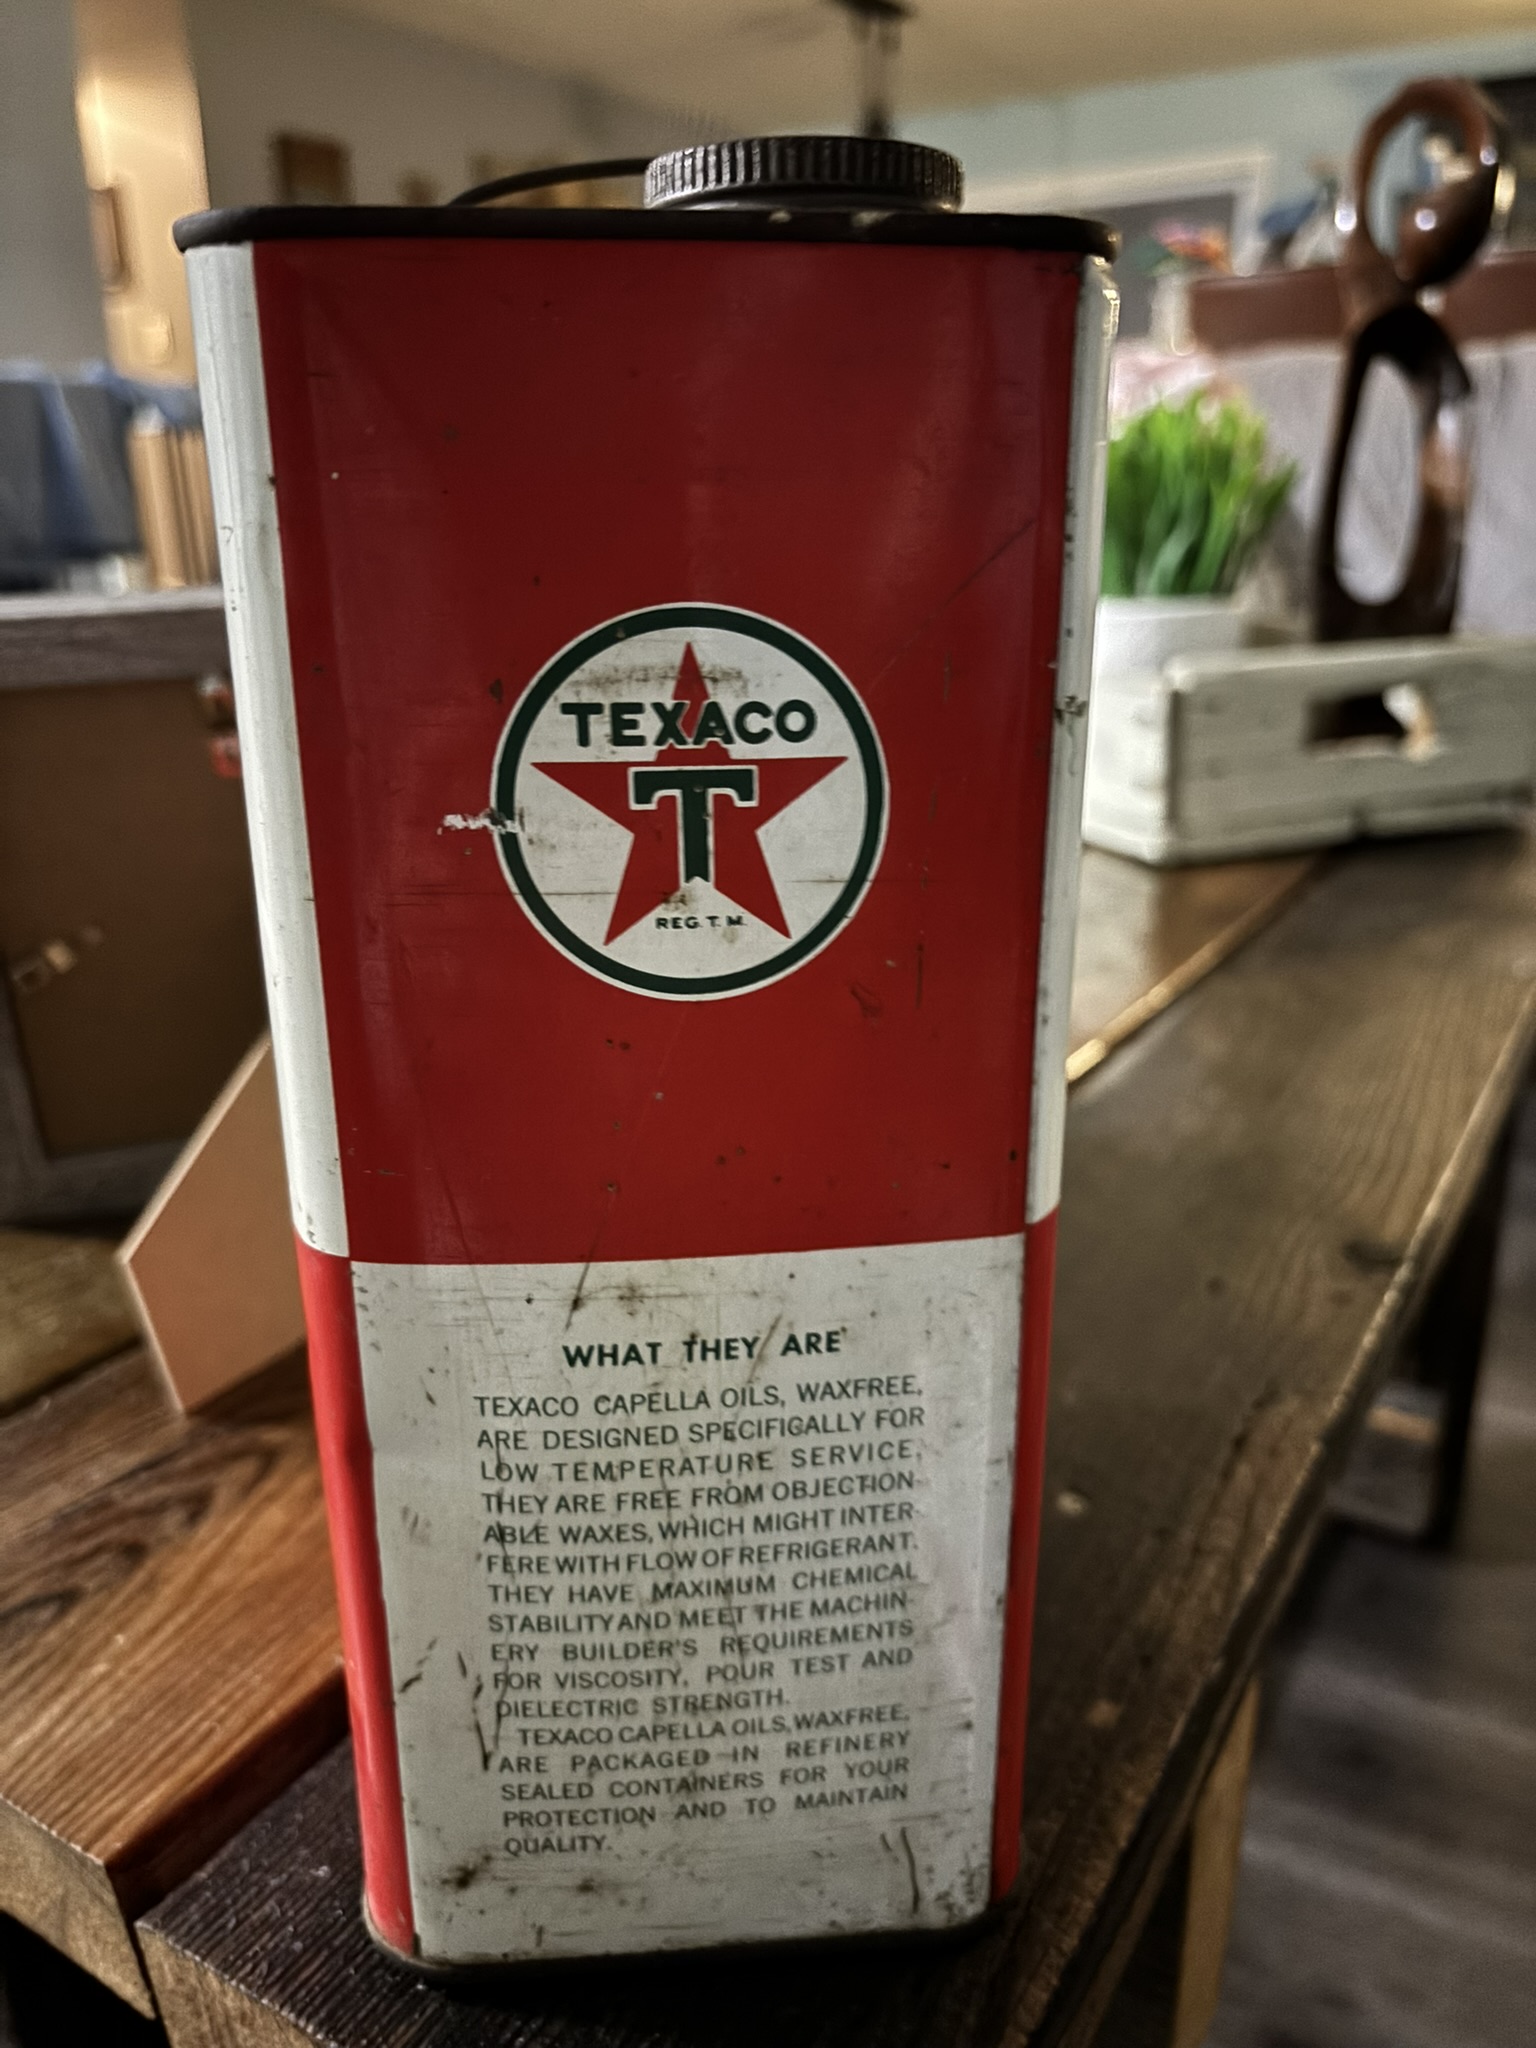 TEXACO
T
REG. T. M.
WHAT THEY ARE
TEXACO CAPELLA OILS, WAXFREE,
ARE DESIGNED SPECIFICALLY FOR
LOW TEMPERATURE SERVICE,
THEY ARE FREE FROM OBJECTION-
ABLE WAXES, WHICH MIGHT INTER-
FERE WITH FLOW OF REFRIGERANT.
THEY HAVE MAXIMUM CHEMICAL
STABILITY AND MEET THE MACHIN-
ERY BUILDER'S REQUIREMENTS
FOR VISCOSITY, POUR TEST AND
DIELECTRIC STRENGTH.
TEXACO CAPELLA OILS, WAXFREE,
ARE PACKAGED IN REFINERY
SEALED CONTAINERS FOR YOUR
PROTECTION AND TO MAINTAIN
QUALITY.